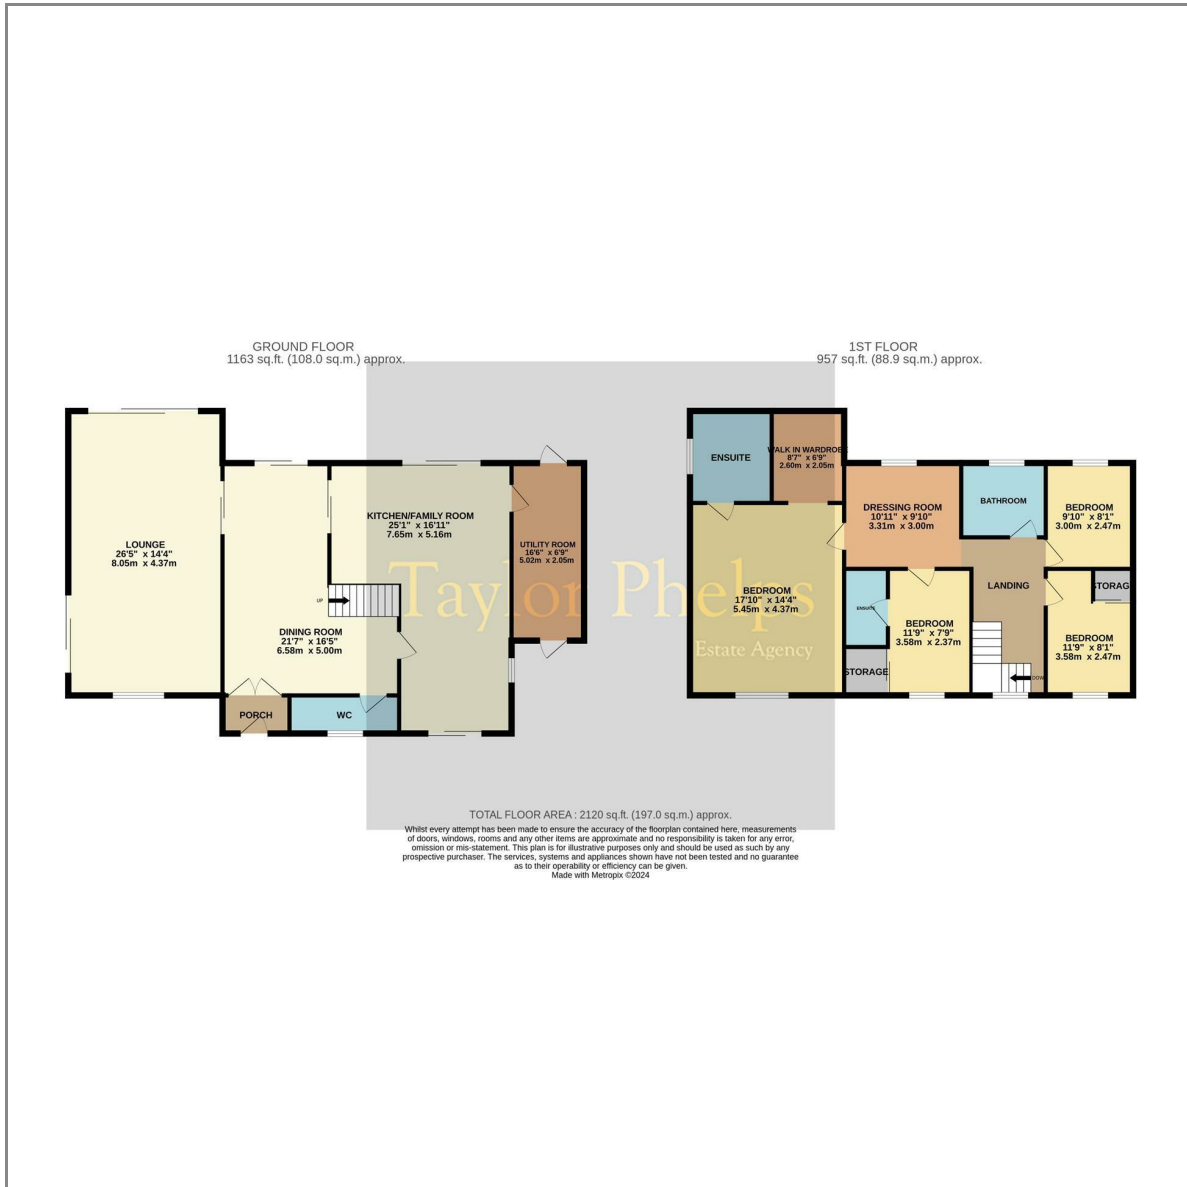 GROUND FLOOR
1163 sq.ft. (108.0 sq.m.) approx.
LOUNGE
26'5" x 14'4"
8.05m x 4.37m
KITCHEN/FAMILY ROOM
25'1" x 16'11"
7.65m x 5.16m
UTILITY ROOM
16'6" x 6'9"
5.02m x 2.05m
UP
DINING ROOM
21'7" x 16'5"
6.58m x 5.00m
PORCH
WC
1ST FLOOR
957 sq.ft. (88.9 sq.m.) approx.
ENSUITE
WALK IN WARDROBE
8'7" x 6'9"
2.60m x 2.05m
DRESSING ROOM
10'11" x 9'10"
3.31m x 3.00m
BATHROOM
BEDROOM
9'10" x 8'1"
3.00m x 2.47m
BEDROOM
17'10" x 14'4"
5.45m x 4.37m
ENSUITE
BEDROOM
11'9" x 7'9"
3.58m x 2.37m
STORAGE
LANDING
STORAGE
BEDROOM
11'9" x 8'1"
3.58m x 2.47m
DOWN
Taylor Phelps
Estate Agency
TOTAL FLOOR AREA : 2120 sq.ft. (197.0 sq.m.) approx.
Whilst every attempt has been made to ensure the accuracy of the floorplan contained here, measurements
of doors, windows, rooms and any other items are approximate and no responsibility is taken for any error,
omission or mis-statement. This plan is for illustrative purposes only and should be used as such by any
prospective purchaser. The services, systems and appliances shown have not been tested and no guarantee
as to their operability or efficiency can be given.
Made with Metropix ©2024